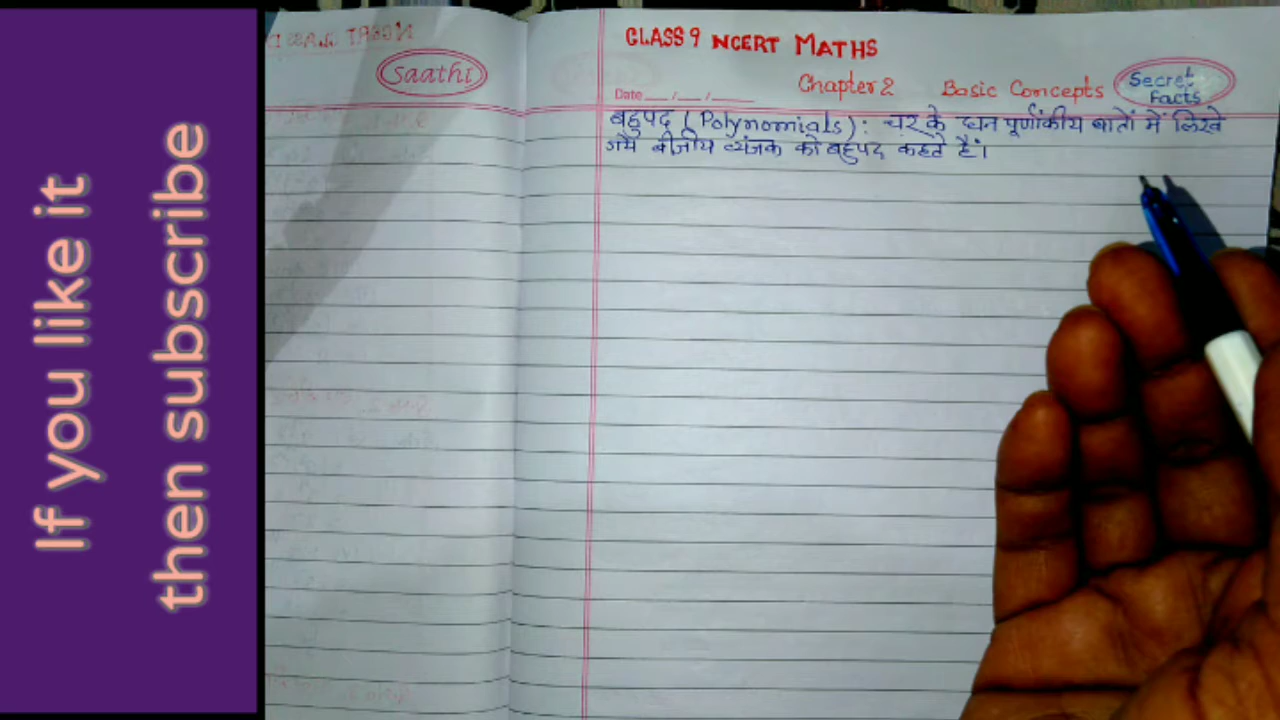 If you like it
then subscribe
saathi
CLASS 9 NCERT MATHS
Chapter 2 Basic Concepts
Secret
Facts
Date
बहुपद (Polynomials): चर के घन पूर्णांकीय घातों में लिखे
गये बीजीय व्यंजक को बहुपद कहते हैं।